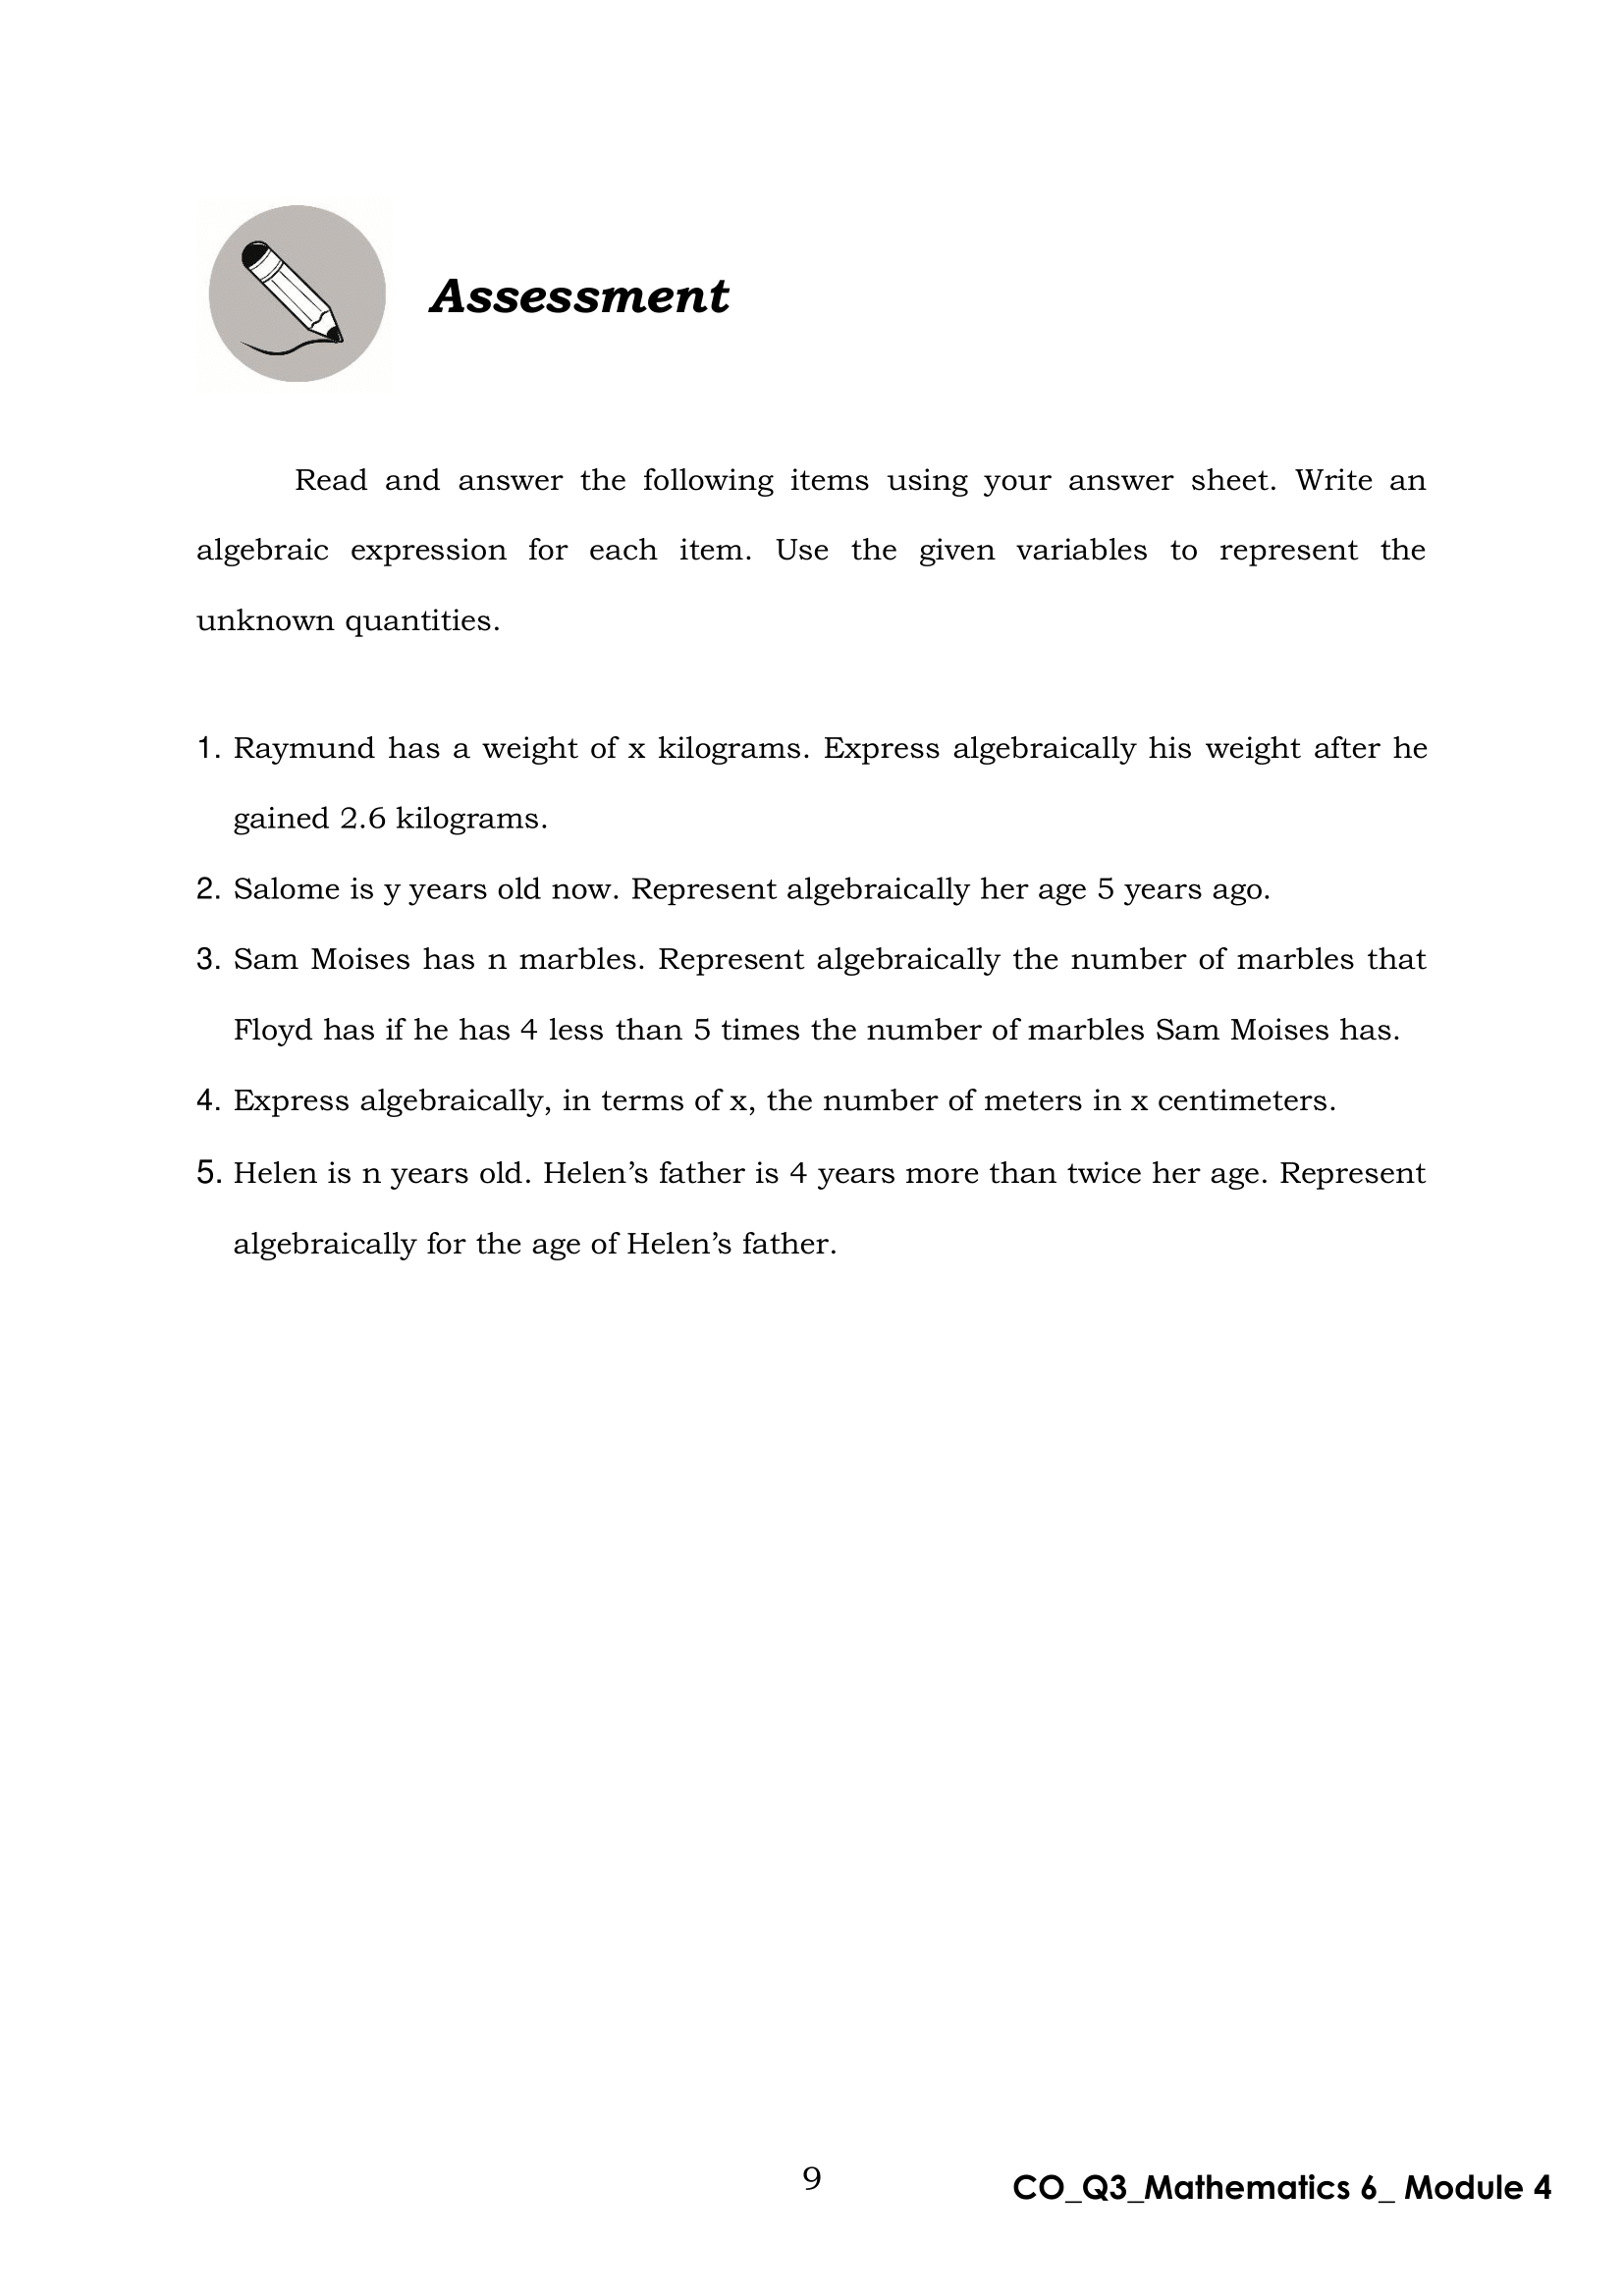 Assessment
Read and answer the following items using your answer sheet. Write an
algebraic expression for each item. Use the given variables to represent the
unknown quantities.
1. Raymund has a weight of x kilograms. Express algebraically his weight after he
gained 2.6 kilograms.
2. Salome is y years old now. Represent algebraically her age 5 years ago.
3. Sam Moises has n marbles. Represent algebraically the number of marbles that
Floyd has if he has 4 less than 5 times the number of marbles Sam Moises has.
4. Express algebraically, in terms of x, the number of meters in x centimeters.
5. Helen is n years old. Helen’s father is 4 years more than twice her age. Represent
algebraically for the age of Helen’s father.
9
CO_Q3_Mathematics 6_ Module 4